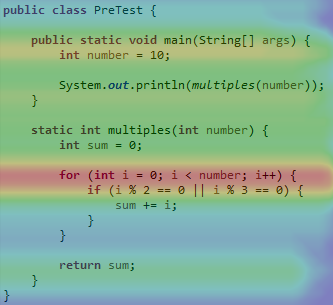 public class PreTest {
    public static void main(String[] args) {
        int number = 10;
        System.out.println(multiples(number));
    }
    static int multiples(int number) {
        int sum = 0;
        for (int i = 0; i < number; i++) {
            if (i % 2 == 0 || i % 3 == 0) {
                sum += i;
            }
        }
        return sum;
    }
}